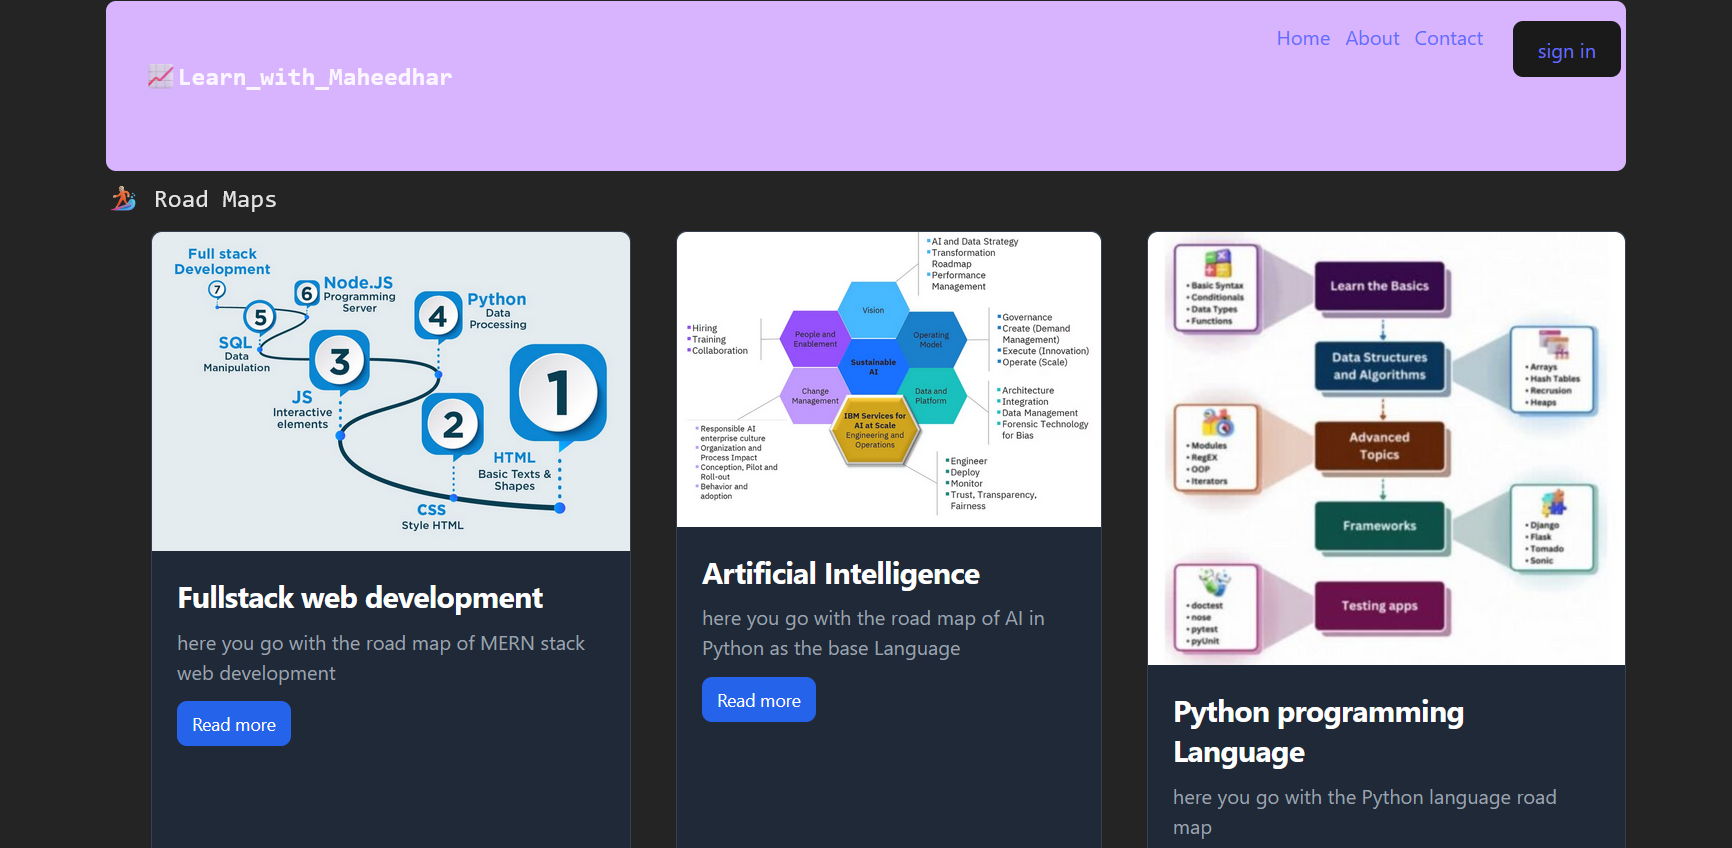 Home About Contact
sign in
Learn_with_Maheedhar
Road Maps
Full stack
Development
7
6
Node.JS
Programming
Server
5
SQL
Data
Manipulation
4
Python
Data
Processing
3
JS
Interactive
elements
2
CSS
Style HTML
1
HTML
Basic Texts &
Shapes
Fullstack web development
here you go with the road map of MERN stack
web development
Read more
AI and Data Strategy
Transformation
Roadmap
Performance
Management
Vision
Hiring
Training
Collaboration
People and
Enablement
Operating
Model
Governance
Create (Demand
Management)
Execute (Innovation)
Operate (Scale)
Sustainable
AI
Change
Management
Data and
Platform
Architecture
Integration
Data Management
Forensic Technology
for Bias
IBM Services for
AI at Scale
Engineering and
Operations
Responsible AI
enterprise culture
Organization and
Process Impact
Conception, Pilot and
Roll-out
Behavior and
adoption
Engineer
Deploy
Monitor
Trust, Transparency,
Fairness
Artificial Intelligence
here you go with the road map of AI in
Python as the base Language
Read more
• Basic Syntax
• Conditionals
• Data Types
• Functions
Learn the Basics
Data Structures
and Algorithms
• Arrays
• Hash Tables
• Recrusion
• Heaps
• Modules
• RegEX
• OOP
• Iterators
Advanced
Topics
Frameworks
• Django
• Flask
• Tomado
• Sonic
• doctest
• nose
• pytest
• pyUnit
Testing apps
Python programming
Language
here you go with the Python language road
map